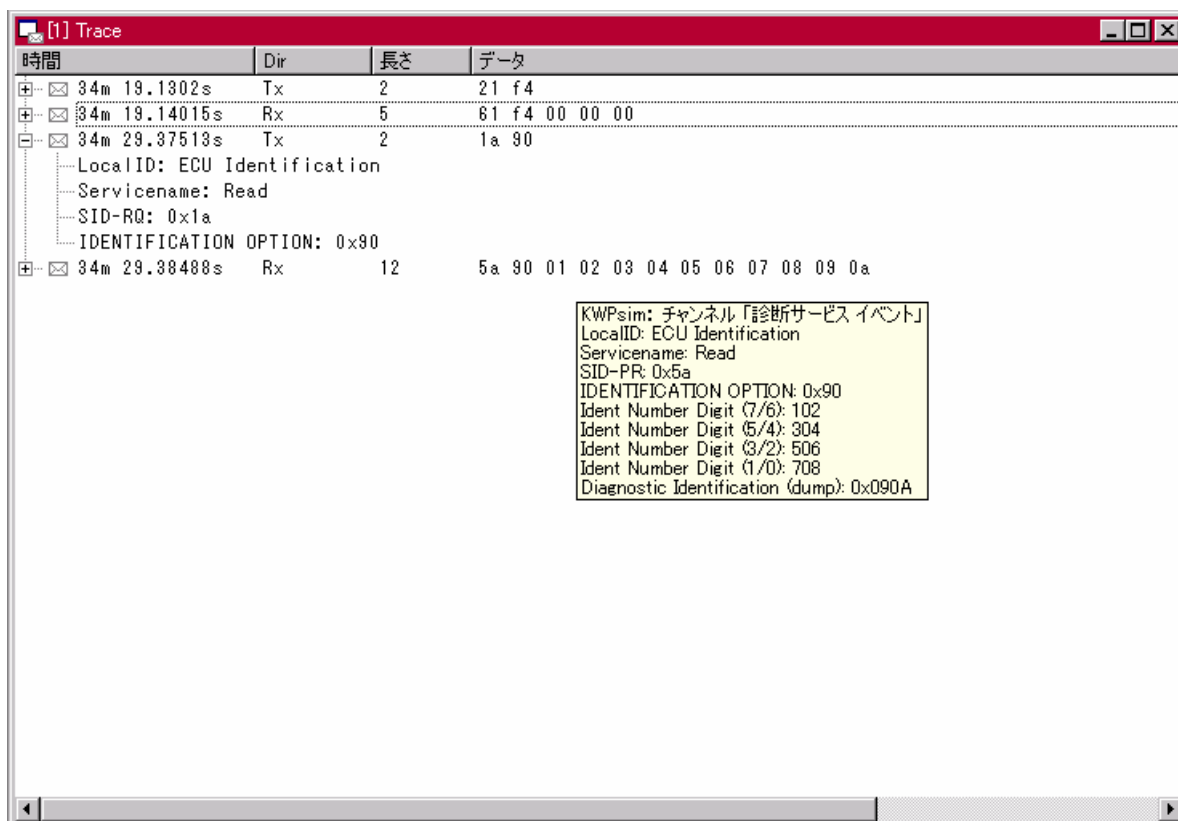 [1] Trace
時間 Dir 長さ データ
34m 19.1302s Tx 2 21 f4
34m 19.14015s Rx 5 61 f4 00 00 00
34m 29.37513s Tx 2 1a 90
LocalID: ECU Identification
Servicename: Read
SID-RQ: 0x1a
IDENTIFICATION OPTION: 0x90
34m 29.38488s Rx 12 5a 90 01 02 03 04 05 06 07 08 09 0a
KWPsim: チャンネル「診断サービス イベント」
LocalID: ECU Identification
Servicename: Read
SID-PR: 0x5a
IDENTIFICATION OPTION: 0x90
Ident Number Digit (7/6): 102
Ident Number Digit (5/4): 304
Ident Number Digit (3/2): 506
Ident Number Digit (1/0): 708
Diagnostic Identification (dump): 0x090A